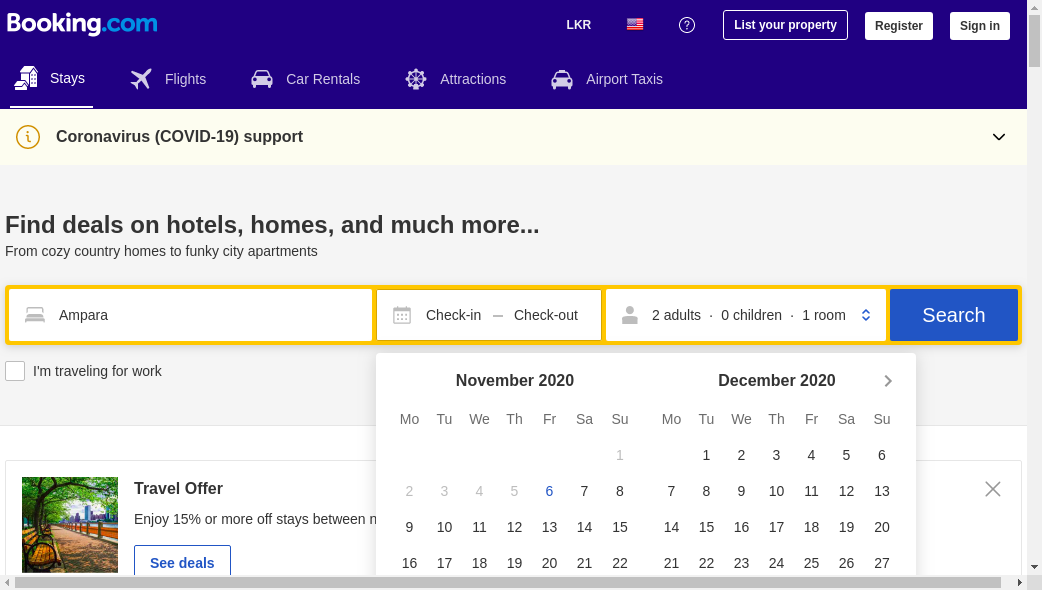 Booking.com
LKR
List your property
Register
Sign in
Stays
Flights
Car Rentals
Attractions
Airport Taxis
Coronavirus (COVID-19) support
Find deals on hotels, homes, and much more...
From cozy country homes to funky city apartments
Ampara
Check-in — Check-out
2 adults · 0 children · 1 room
Search
I'm traveling for work
November 2020
Mo Tu We Th Fr Sa Su
1
2 3 4 5 6 7 8
9 10 11 12 13 14 15
16 17 18 19 20 21 22
December 2020
Mo Tu We Th Fr Sa Su
1 2 3 4 5 6
7 8 9 10 11 12 13
14 15 16 17 18 19 20
21 22 23 24 25 26 27
Travel Offer
Enjoy 15% or more off stays between n
See deals